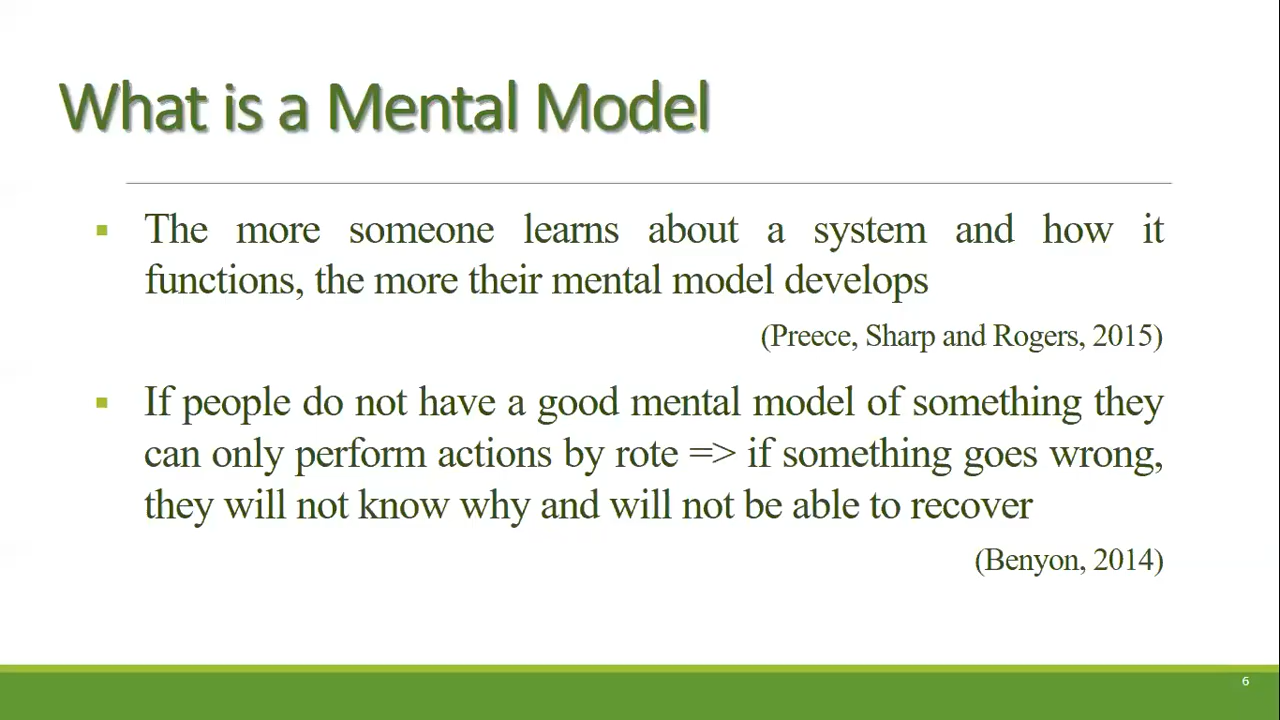 What is a Mental Model
▪ The more someone learns about a system and how it
functions, the more their mental model develops
(Preece, Sharp and Rogers, 2015)
▪ If people do not have a good mental model of something they
can only perform actions by rote => if something goes wrong,
they will not know why and will not be able to recover
(Benyon, 2014)
6